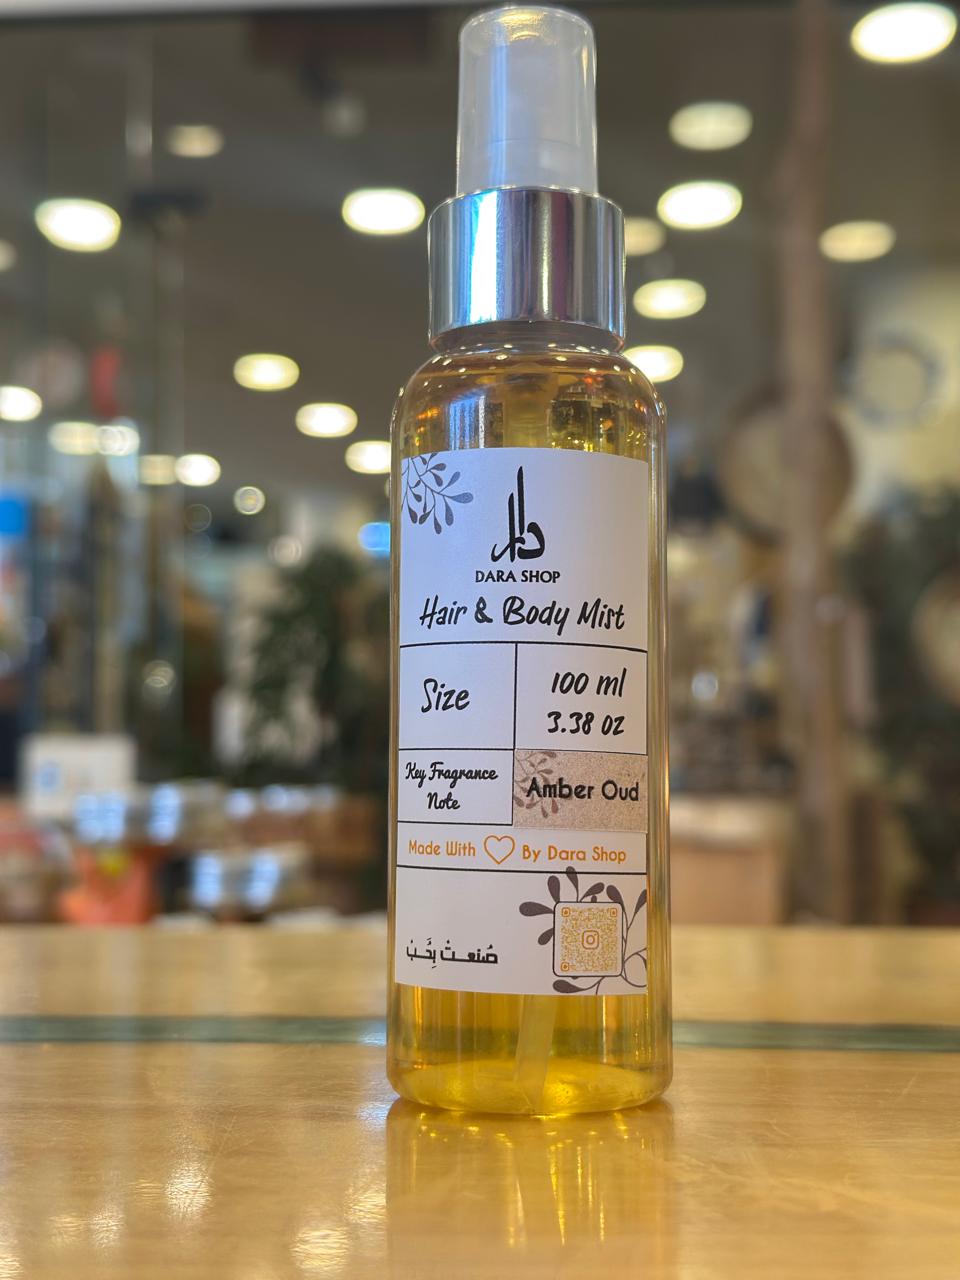 دارا
DARA SHOP
Hair & Body Mist
Size
100 ml
3.38 oz
Key Fragrance
Note
Amber Oud
Made With By Dara Shop
صُنعتْ بِحُبْ